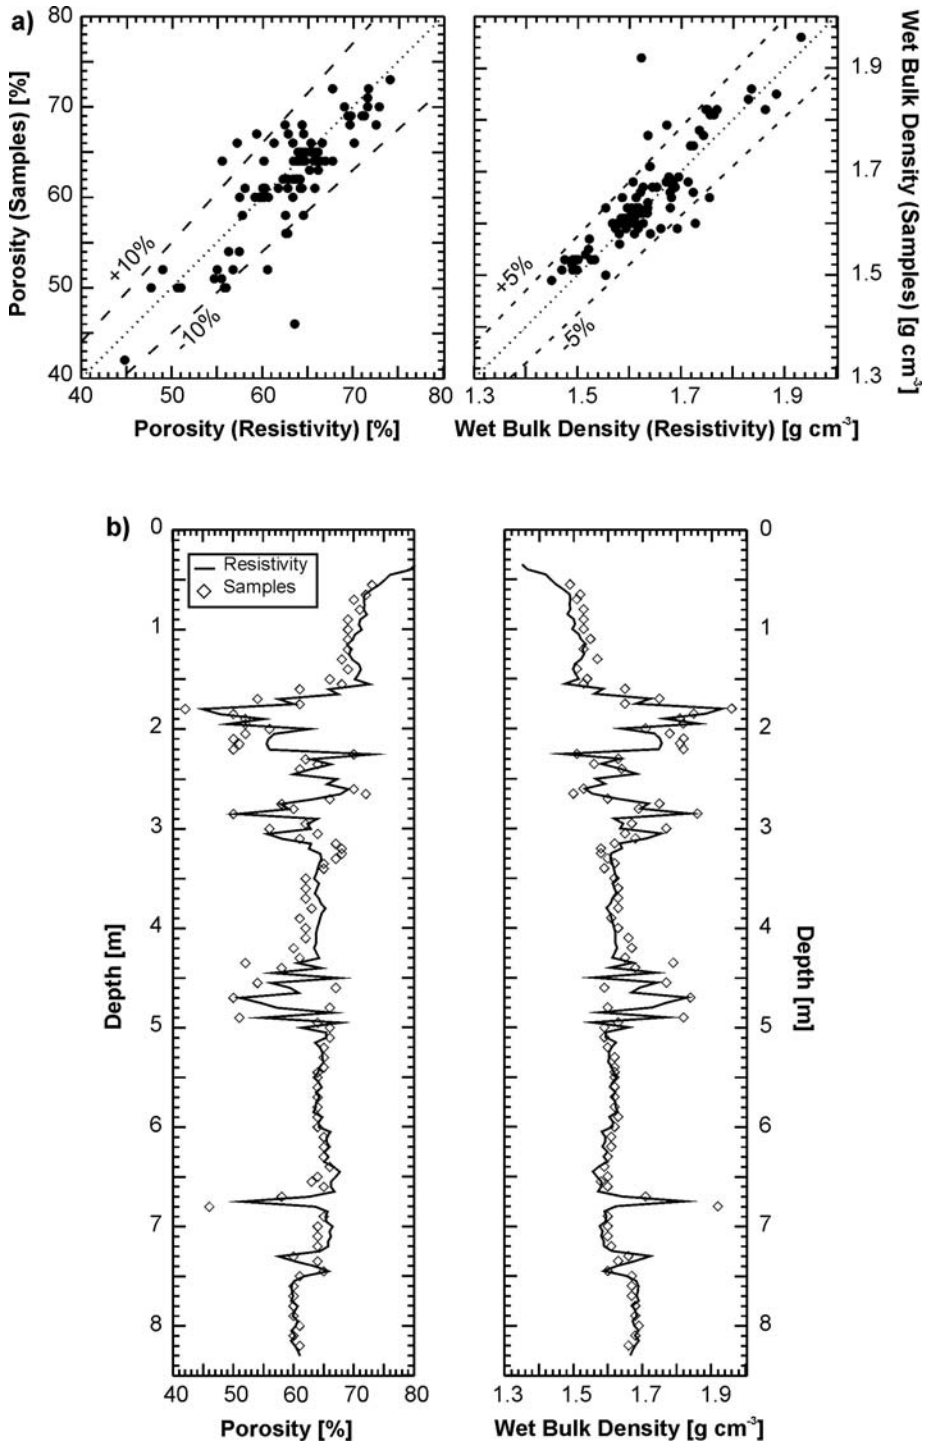 a)
80
70
60
50
40
Porosity (Samples) [%]
+10%
-10%
40 50 60 70 80
Porosity (Resistivity) [%]
+5%
-5%
1.3 1.5 1.7 1.9
Wet Bulk Density (Resistivity) [g cm-3]
1.9
1.7
1.5
1.3
Wet Bulk Density (Samples) [g cm-3]
b)
0
1
2
3
4
5
6
7
8
Depth [m]
Resistivity
Samples
40 50 60 70 80
Porosity [%]
0
1
2
3
4
5
6
7
8
Depth [m]
1.3 1.5 1.7 1.9
Wet Bulk Density [g cm-3]